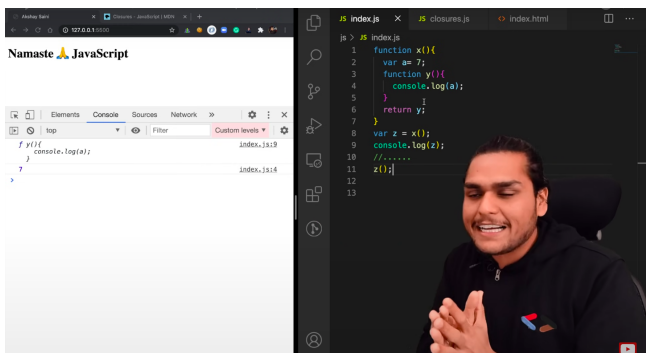 Akshay Saini
Closures - JavaScript | MDN
127.0.0.1:5500
Namaste 🙏 JavaScript
Elements Console Sources Network
top Filter Custom levels ▼
f y(){ index.js:9
console.log(a);
}
7 index.js:4
JS index.js JS closures.js <> index.html
js > JS index.js
1 function x(){
2 var a= 7;
3 function y(){
4 console.log(a);
5 }
6 return y;
7 }
8 var z = x();
9 console.log(z);
10 //......
11 z();
12
13